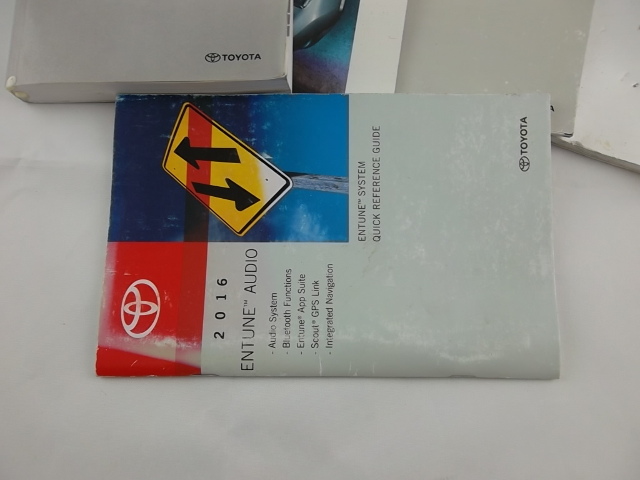 TOYOTA
2016
ENTUNE™ AUDIO
- Audio System
- Bluetooth Functions
- Entune® App Suite
- Scout® GPS Link
- Integrated Navigation
ENTUNE™ SYSTEM
QUICK REFERENCE GUIDE
TOYOTA